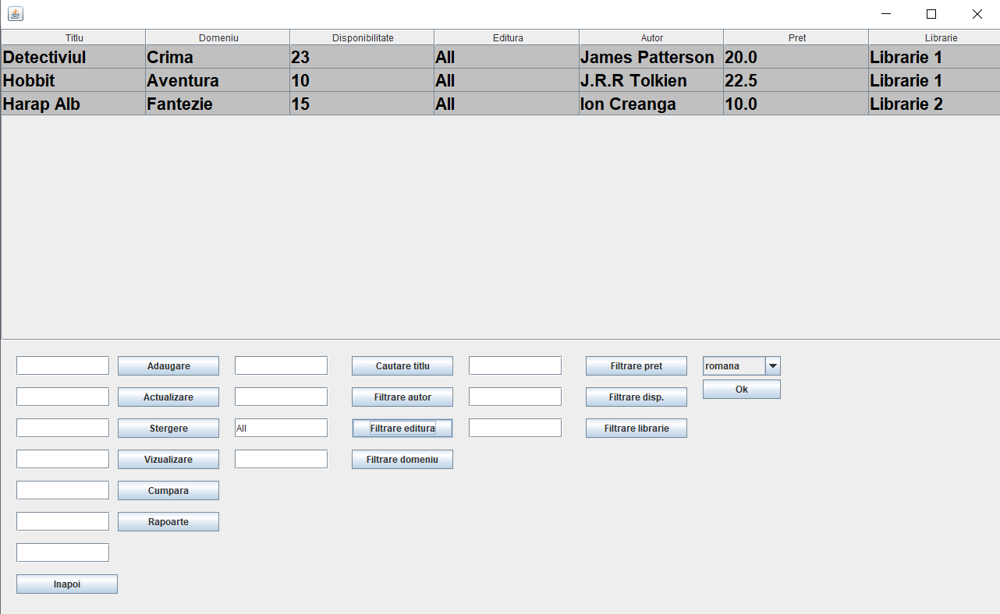 Titlu Domeniu Disponibilitate Editura Autor Pret Librarie
Detectiviul Crima 23 All James Patterson 20.0 Librarie 1
Hobbit Aventura 10 All J.R.R Tolkien 22.5 Librarie 1
Harap Alb Fantezie 15 All Ion Creanga 10.0 Librarie 2
Adaugare Cautare titlu Filtrare pret romana
Ok
Actualizare Filtrare autor Filtrare disp.
Stergere All Filtrare editura Filtrare librarie
Vizualizare Filtrare domeniu
Cumpara
Rapoarte
Inapoi